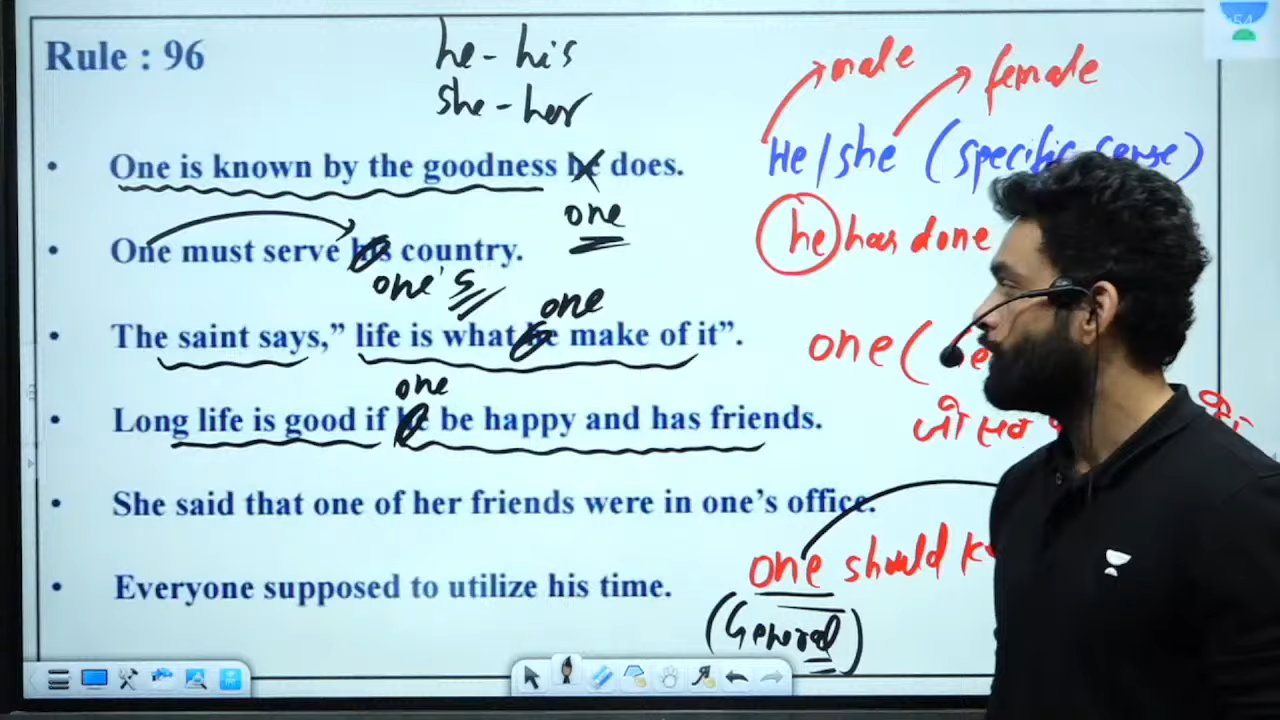 Rule : 96
he - his
she - her
male
female
He/she (specific sense)
One is known by the goodness he does.
one
he has done
One must serve his country.
one's
one
The saint says,” life is what he make of it”.
one (
one
Long life is good if he be happy and has friends.
She said that one of her friends were in one’s office.
one should
Everyone supposed to utilize his time.
(General)